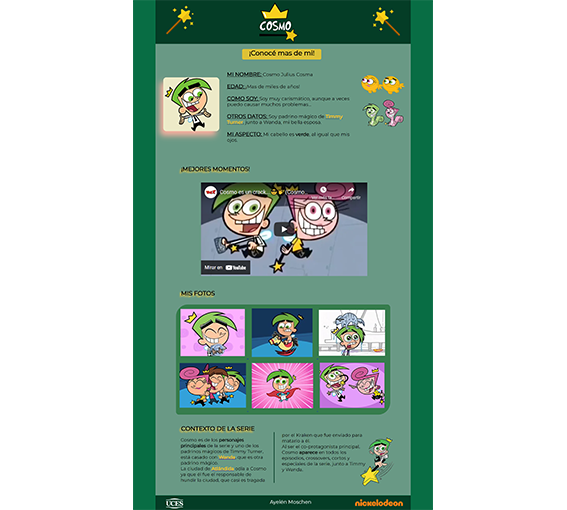 COSMO
¡Conocé mas de mi!
MI NOMBRE: Cosmo Julius Cosma
EDAD: ¡Mas de miles de años!
COMO SOY: Soy muy carismático, aunque a veces
puedo causar muchos problemas...
OTROS DATOS: Soy padrino mágico de Timmy
Turner, junto a Wanda, mi bella esposa.
MI ASPECTO: Mi cabello es verde, al igual que mis
ojos.
¡MEJORES MOMENTOS!
Cosmo es un crack... Cosmo
Compartir
Mirar en YouTube
MIS FOTOS
CONTEXTO DE LA SERIE
Cosmo es de los personajes
principales de la serie y uno de los
padrinos mágicos de Timmy Turner,
está casado con Wanda que es otra
padrino mágico.
La ciudad de Atlántida odia a Cosmo
ya que él fue el responsable de
hundir la ciudad, que casi es tragada
por el Kraken que fue enviado para
matarlo a él.
Al ser el co-protagonista principal,
Cosmo aparece en todos los
episodios, crossovers, cortos y
especiales de la serie, junto a Timmy
y Wanda.
UCES
Ayelén Moschen
nickelodeon